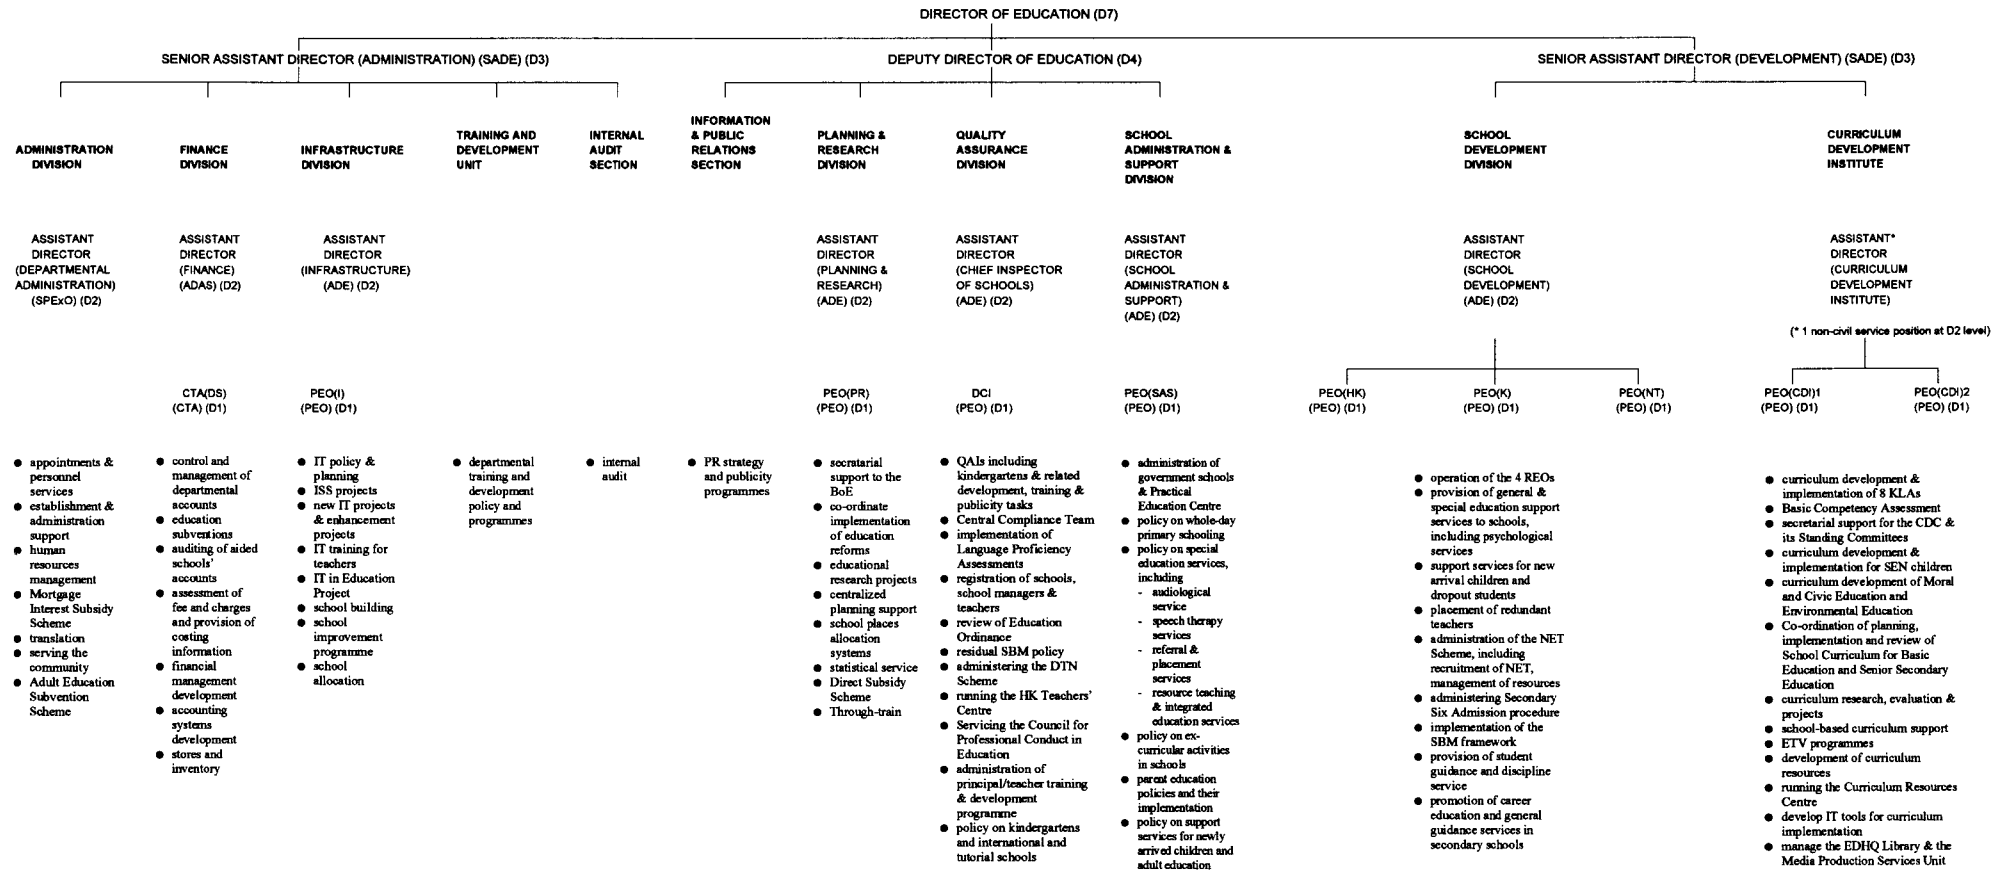 DIRECTOR OF EDUCATION (D7)
SENIOR ASSISTANT DIRECTOR (ADMINISTRATION) (SADE) (D3)
DEPUTY DIRECTOR OF EDUCATION (D4)
SENIOR ASSISTANT DIRECTOR (DEVELOPMENT) (SADE) (D3)
ADMINISTRATION
DIVISION
FINANCE
DIVISION
INFRASTRUCTURE
DIVISION
TRAINING AND
DEVELOPMENT
UNIT
INTERNAL
AUDIT
SECTION
INFORMATION
& PUBLIC
RELATIONS
SECTION
PLANNING &
RESEARCH
DIVISION
QUALITY
ASSURANCE
DIVISION
SCHOOL
ADMINISTRATION &
SUPPORT
DIVISION
SCHOOL
DEVELOPMENT
DIVISION
CURRICULUM
DEVELOPMENT
INSTITUTE
ASSISTANT
DIRECTOR
(DEPARTMENTAL
ADMINISTRATION)
(SPExO) (D2)
ASSISTANT
DIRECTOR
(FINANCE)
(ADAS) (D2)
ASSISTANT
DIRECTOR
(INFRASTRUCTURE)
(ADE) (D2)
ASSISTANT
DIRECTOR
(PLANNING &
RESEARCH)
(ADE) (D2)
ASSISTANT
DIRECTOR
(CHIEF INSPECTOR
OF SCHOOLS)
(ADE) (D2)
ASSISTANT
DIRECTOR
(SCHOOL
ADMINISTRATION &
SUPPORT)
(ADE) (D2)
ASSISTANT
DIRECTOR
(SCHOOL
DEVELOPMENT)
(ADE) (D2)
ASSISTANT*
DIRECTOR
(CURRICULUM
DEVELOPMENT
INSTITUTE)
(* 1 non-civil service position at D2 level)
CTA(DS)
(CTA) (D1)
PEO(I)
(PEO) (D1)
PEO(PR)
(PEO) (D1)
DCI
(PEO) (D1)
PEO(SAS)
(PEO) (D1)
PEO(HK)
(PEO) (D1)
PEO(K)
(PEO) (D1)
PEO(NT)
(PEO) (D1)
PEO(CDI)1
(PEO) (D1)
PEO(CDI)2
(PEO) (D1)
● appointments &
personnel
services
● establishment &
administration
support
● human
resources
management
● Mortgage
Interest Subsidy
Scheme
● translation
● serving the
community
● Adult Education
Subvention
Scheme
● control and
management of
departmental
accounts
● education
subventions
● auditing of aided
schools'
accounts
● assessment of
fee and charges
and provision of
costing
information
● financial
management
development
● accounting
systems
development
● stores and
inventory
● IT policy &
planning
● ISS projects
● new IT projects
& enhancement
projects
● IT training for
teachers
● IT in Education
Project
● school building
● school
improvement
programme
● school
allocation
● departmental
training and
development
policy and
programmes
● internal
audit
● PR strategy
and publicity
programmes
● secratarial
support to the
BoE
● co-ordinate
implementation
of education
reforms
● educational
research projects
● centralized
planning support
● school places
allocation
systems
● statistical service
● Direct Subsidy
Scheme
● Through-train
● QAIs including
kindergartens & related
development, training &
publicity tasks
● Central Compliance Team
● implementation of
Language Proficiency
Assessments
● registration of schools,
school managers &
teachers
● review of Education
Ordinance
● residual SBM policy
● administering the DTN
Scheme
● running the HK Teachers'
Centre
● Servicing the Council for
Professional Conduct in
Education
● administration of
principal/teacher training
& development
programme
● policy on kindergartens
and international and
tutorial schools
● administration of
government schools
& Practical
Education Centre
● policy on whole-day
primary schooling
● policy on special
education services,
including
- audiological
service
- speech therapy
services
- referral &
placement
services
- resource teaching
& integrated
education services
● policy on ex-
curricular activities
in schools
● parent education
policies and their
implementation
● policy on support
services for newly
arrived children and
adult education
● operation of the 4 REOs
● provision of general &
special education support
services to schools,
including psychological
services
● support services for new
arrival children and
dropout students
● placement of redundant
teachers
● administration of the NET
Scheme, including
recruitment of NET,
management of resources
● administering Secondary
Six Admission procedure
● implementation of the
SBM framework
● provision of student
guidance and discipline
service
● promotion of career
education and general
guidance services in
secondary schools
● curriculum development &
implementation of 8 KLAs
● Basic Competency Assessment
● secretarial support for the CDC &
its Standing Committees
● curriculum development &
implementation for SEN children
● curriculum development of Moral
and Civic Education and
Environmental Education
● Co-ordination of planning,
implementation and review of
School Curriculum for Basic
Education and Senior Secondary
Education
● curriculum research, evaluation &
projects
● school-based curriculum support
● ETV programmes
● development of curriculum
resources
● running the Curriculum Resources
Centre
● develop IT tools for curriculum
implementation
● manage the EDHQ Library & the
Media Production Services Unit